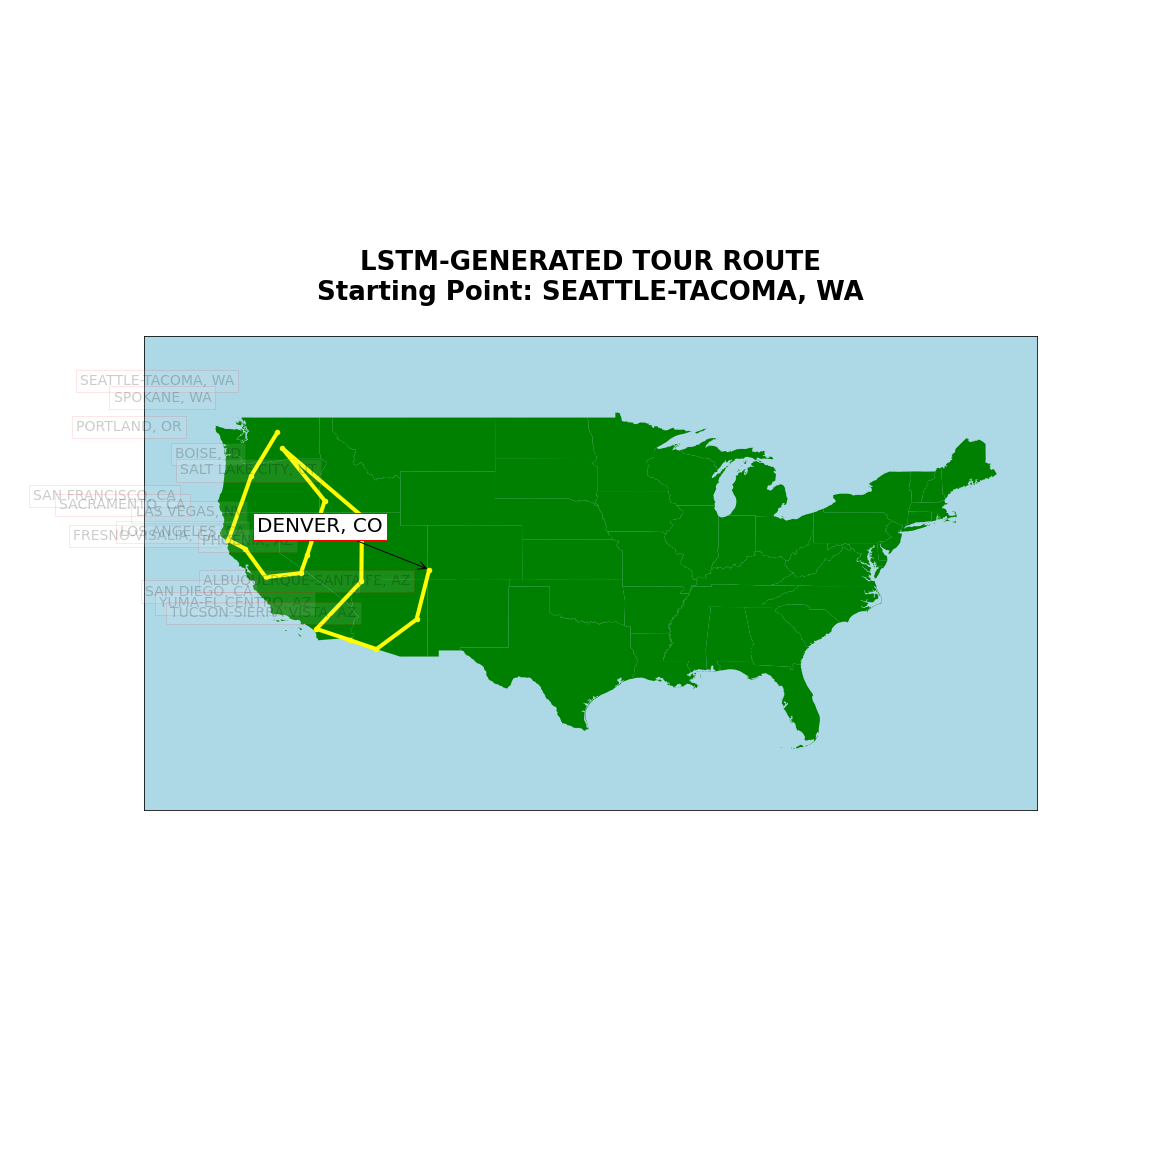 LSTM-GENERATED TOUR ROUTE
Starting Point: SEATTLE-TACOMA, WA
SEATTLE-TACOMA, WA
SPOKANE, WA
PORTLAND, OR
BOISE, ID
SALT LAKE CITY, NT
SAN FRANCISCO, CA
SACRAMENTO, CA
LAS VEGAS, NV
DENVER, CO
LOS ANGELES, CA
FRESNO-VISALIA, CA
PHOENIX, AZ
ALBUQUERQUE-SANTA FE, AZ
SAN DIEGO, CA
YUMA-EL CENTRO, AZ
TUCSON-SIERRA VISTA, AZ